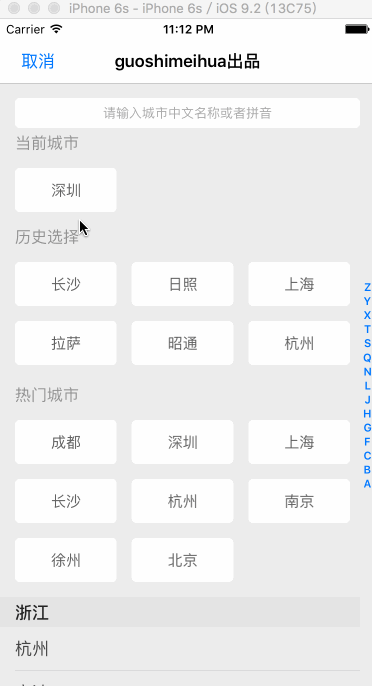 iPhone 6s - iPhone 6s / iOS 9.2 (13C75)
Carrier 11:12 PM
取消 guoshimeihua出品
请输入城市中文名称或者拼音
当前城市
深圳
历史选择
长沙 日照 上海
拉萨 昭通 杭州
热门城市
成都 深圳 上海
长沙 杭州 南京
徐州 北京
浙江
杭州
Z
Y
X
T
S
Q
N
L
J
H
G
F
C
B
A